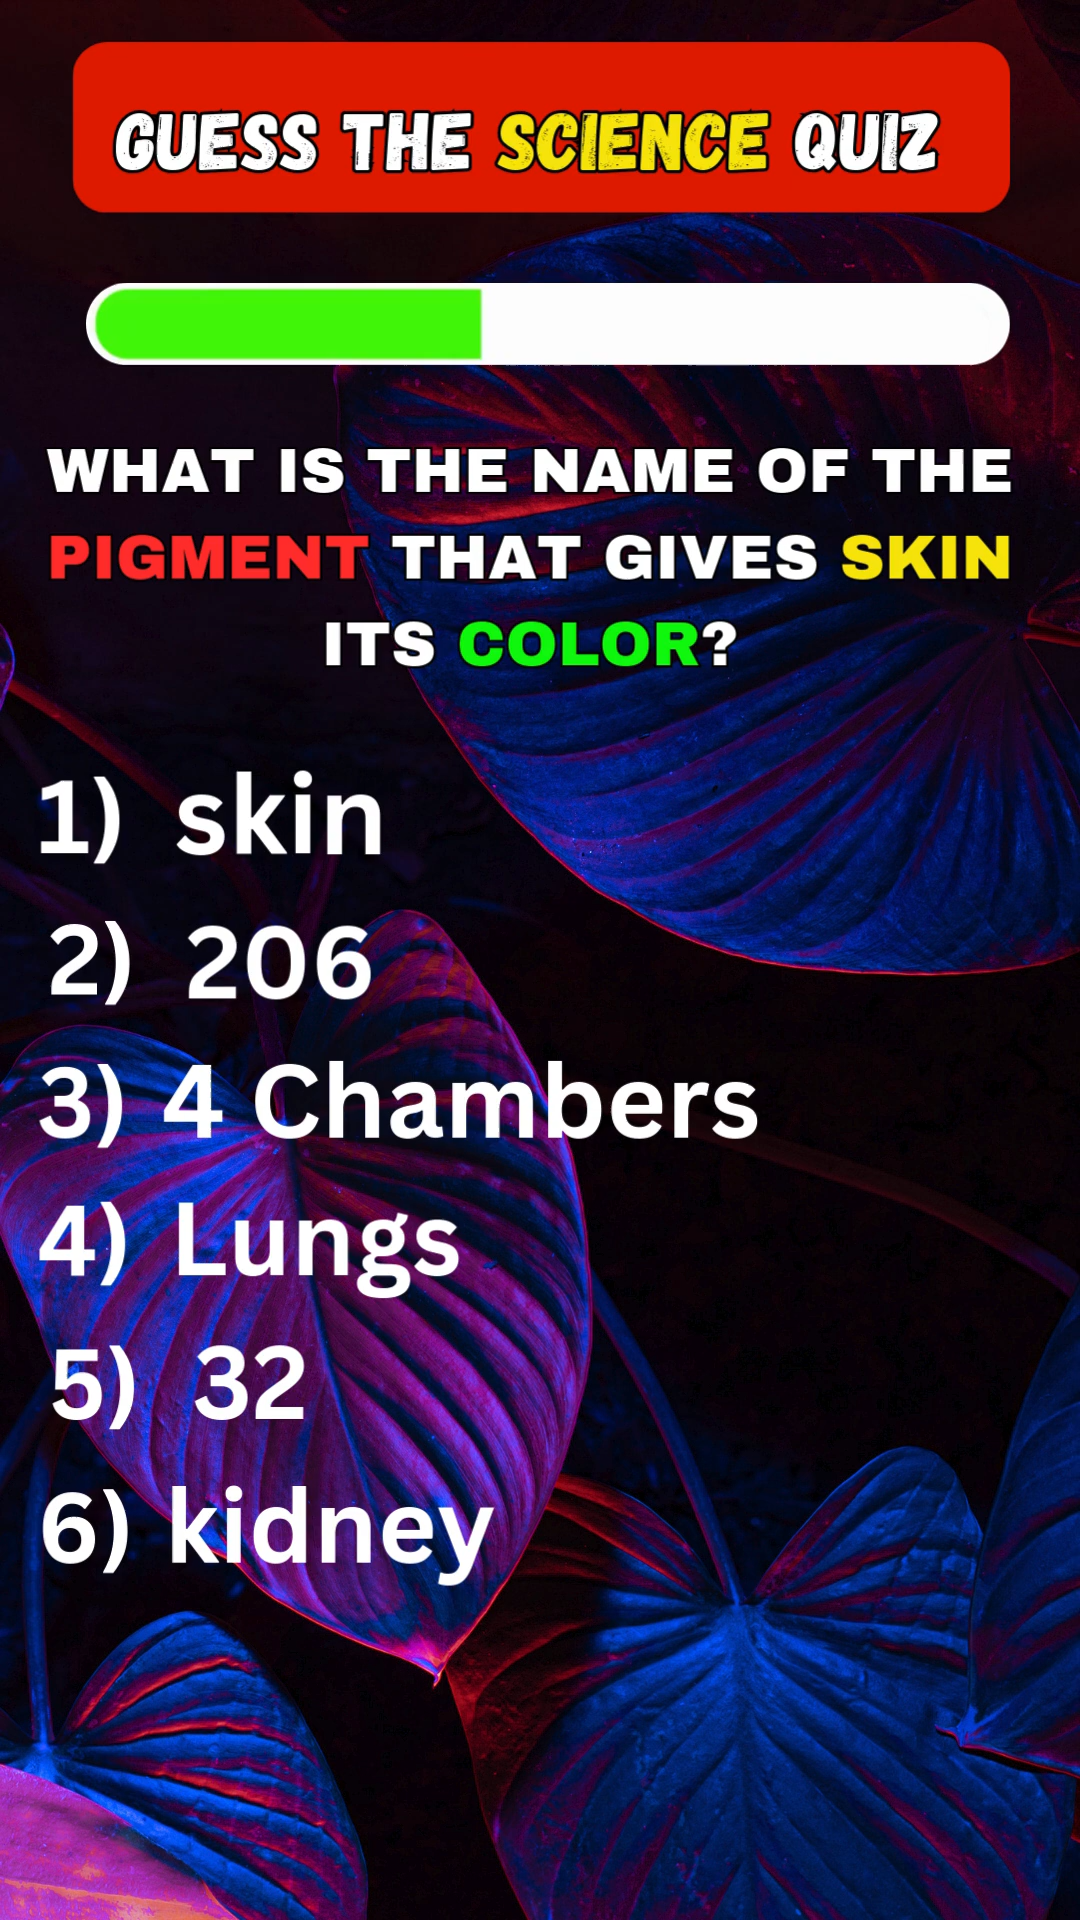 GUESS THE SCIENCE QUIZ
WHAT IS THE NAME OF THE
PIGMENT THAT GIVES SKIN
ITS COLOR?
1) skin
2) 206
3) 4 Chambers
4) Lungs
5) 32
6) kidney